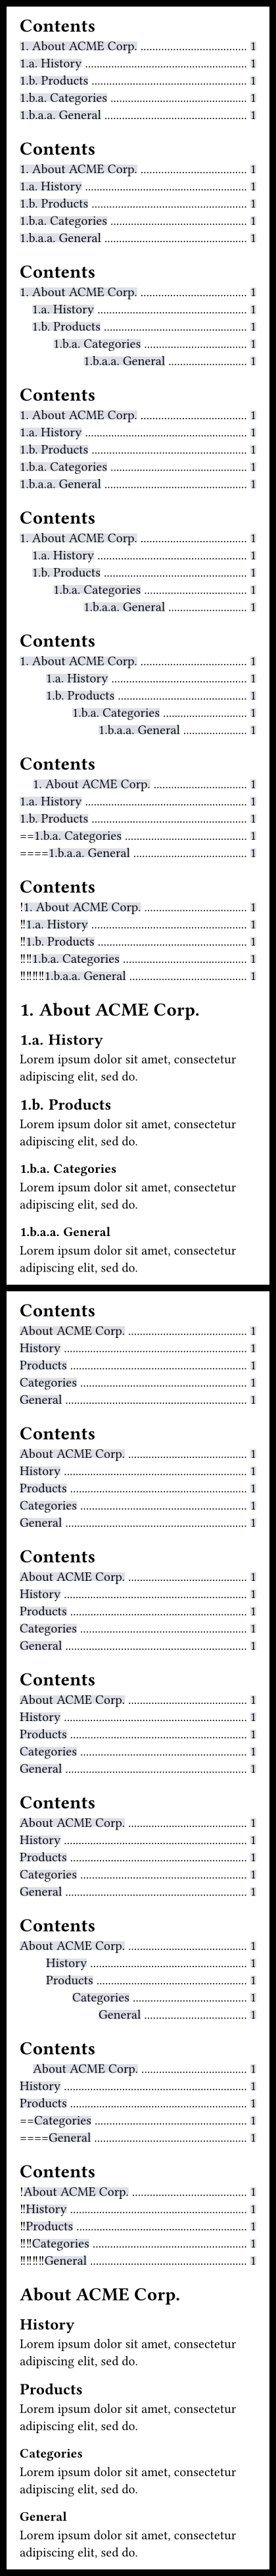 Contents
1. About ACME Corp. ................................ 1
1.a. History ................................ 1
1.b. Products ................................ 1
1.b.a. Categories ................................ 1
1.b.a.a. General ................................ 1
Contents
1. About ACME Corp. ................................ 1
1.a. History ................................ 1
1.b. Products ................................ 1
1.b.a. Categories ................................ 1
1.b.a.a. General ................................ 1
Contents
1. About ACME Corp. ................................ 1
1.a. History ................................ 1
1.b. Products ................................ 1
1.b.a. Categories ................................ 1
1.b.a.a. General ................................ 1
Contents
1. About ACME Corp. ................................ 1
1.a. History ................................ 1
1.b. Products ................................ 1
1.b.a. Categories ................................ 1
1.b.a.a. General ................................ 1
Contents
1. About ACME Corp. ................................ 1
1.a. History ................................ 1
1.b. Products ................................ 1
1.b.a. Categories ................................ 1
1.b.a.a. General ................................ 1
Contents
1. About ACME Corp. ................................ 1
1.a. History ................................ 1
1.b. Products ................................ 1
1.b.a. Categories ................................ 1
1.b.a.a. General ................................ 1
Contents
1. About ACME Corp. ................................ 1
1.a. History ................................ 1
1.b. Products ................................ 1
==1.b.a. Categories ................................ 1
====1.b.a.a. General ................................ 1
Contents
!1. About ACME Corp. ................................ 1
!!1.a. History ................................ 1
!!1.b. Products ................................ 1
!!!!1.b.a. Categories ................................ 1
!!!!!!!!1.b.a.a. General ................................ 1
1. About ACME Corp.
1.a. History
Lorem ipsum dolor sit amet, consectetur
adipiscing elit, sed do.
1.b. Products
Lorem ipsum dolor sit amet, consectetur
adipiscing elit, sed do.
1.b.a. Categories
Lorem ipsum dolor sit amet, consectetur
adipiscing elit, sed do.
1.b.a.a. General
Lorem ipsum dolor sit amet, consectetur
adipiscing elit, sed do.
Contents
About ACME Corp. ................................ 1
History ................................ 1
Products ................................ 1
Categories ................................ 1
General ................................ 1
Contents
About ACME Corp. ................................ 1
History ................................ 1
Products ................................ 1
Categories ................................ 1
General ................................ 1
Contents
About ACME Corp. ................................ 1
History ................................ 1
Products ................................ 1
Categories ................................ 1
General ................................ 1
Contents
About ACME Corp. ................................ 1
History ................................ 1
Products ................................ 1
Categories ................................ 1
General ................................ 1
Contents
About ACME Corp. ................................ 1
History ................................ 1
Products ................................ 1
Categories ................................ 1
General ................................ 1
Contents
About ACME Corp. ................................ 1
History ................................ 1
Products ................................ 1
Categories ................................ 1
General ................................ 1
Contents
About ACME Corp. ................................ 1
History ................................ 1
Products ................................ 1
==Categories ................................ 1
====General ................................ 1
Contents
!About ACME Corp. ................................ 1
!!History ................................ 1
!!Products ................................ 1
!!!!Categories ................................ 1
!!!!!!!!General ................................ 1
About ACME Corp.
History
Lorem ipsum dolor sit amet, consectetur
adipiscing elit, sed do.
Products
Lorem ipsum dolor sit amet, consectetur
adipiscing elit, sed do.
Categories
Lorem ipsum dolor sit amet, consectetur
adipiscing elit, sed do.
General
Lorem ipsum dolor sit amet, consectetur
adipiscing elit, sed do.